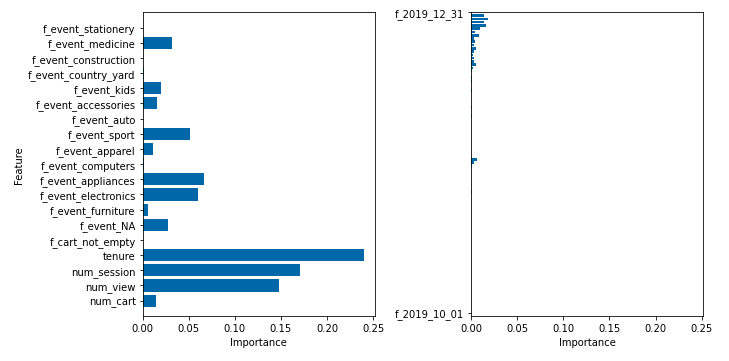 f_event_stationery
f_event_medicine
f_event_construction
f_event_country_yard
f_event_kids
f_event_accessories
f_event_auto
f_event_sport
f_event_apparel
f_event_computers
f_event_appliances
f_event_electronics
f_event_furniture
f_event_NA
f_cart_not_empty
tenure
num_session
num_view
num_cart
Feature
0.00 0.05 0.10 0.15 0.20 0.25
Importance
f_2019_12_31
f_2019_10_01
0.00 0.05 0.10 0.15 0.20 0.25
Importance